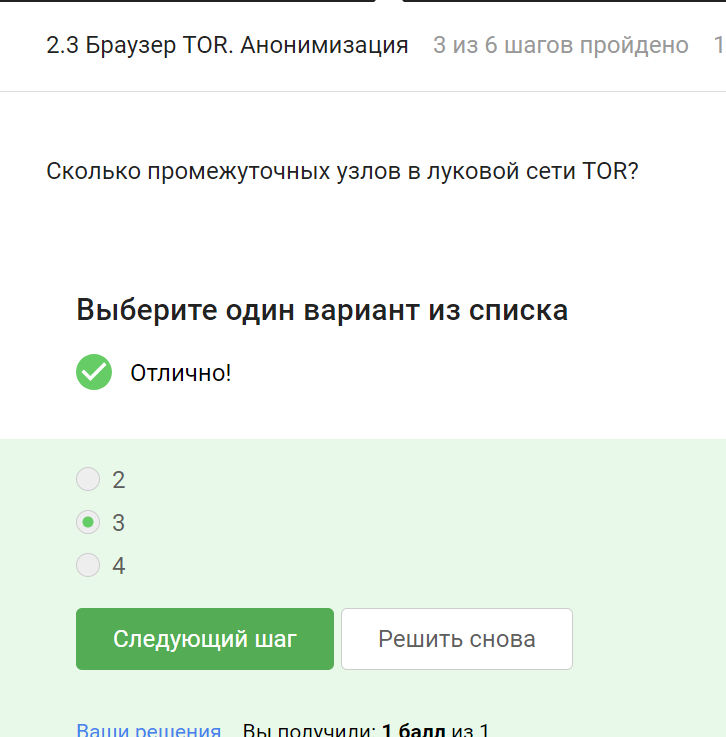 2.3 Браузер TOR. Анонимизация 3 из 6 шагов пройдено 1
Сколько промежуточных узлов в луковой сети TOR?
Выберите один вариант из списка
Отлично!
2
3
4
Следующий шаг Решить снова
Ваши решения Вы получили: 1 балл из 1